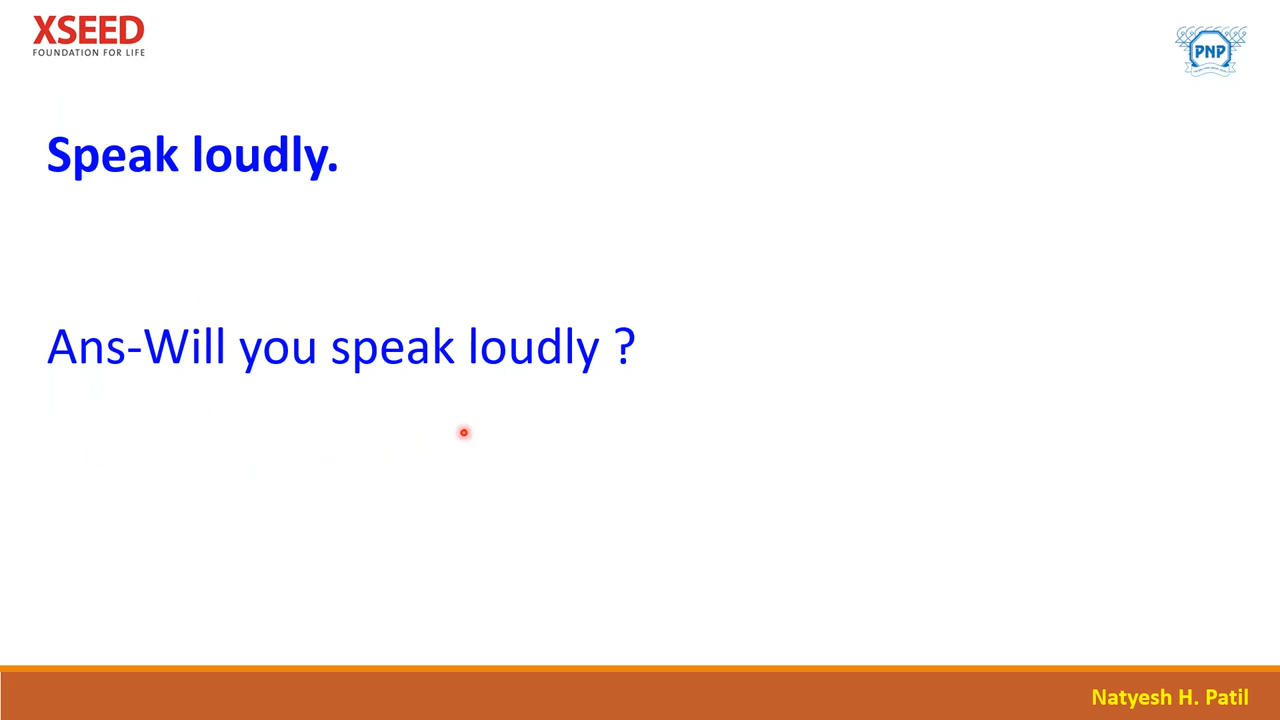 XSEED
FOUNDATION FOR LIFE
PNP
Speak loudly.
Ans-Will you speak loudly ?
Natyesh H. Patil